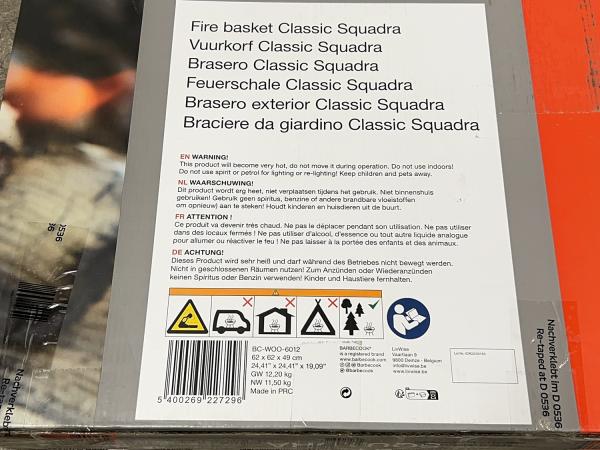 Fire basket Classic Squadra
Vuurkorf Classic Squadra
Brasero Classic Squadra
Feuerschale Classic Squadra
Brasero exterior Classic Squadra
Braciere da giardino Classic Squadra
EN WARNING!
This product will become very hot, do not move it during operation. Do not use indoors!
Do not use spirit or petrol for lighting or re-lighting! Keep children and pets away.
NL WAARSCHUWING!
Dit product wordt erg heet, niet verplaatsen tijdens het gebruik. Niet binnenshuis
gebruiken! Gebruik geen spiritus, benzine of andere brandbare vloeistoffen
om opnieuw) aan te steken! Houdt kinderen en huisdieren uit de buurt.
FR ATTENTION !
Ce produit va devenir très chaud. Ne pas le déplacer pendant son utilisation. Ne pas utiliser
dans des locaux fermés ! Ne pas utiliser d'alcool, d'essence ou tout autre liquide analogue
pour allumer ou réactiver le feu ! Ne pas laisser à la portée des enfants et des animaux.
DE ACHTUNG!
Dieses Product wird sehr heiß und darf während des Betriebes nicht bewegt werden.
Nicht in geschlossenen Räumen nutzen! Zum Anzünden oder Wiederanzünden
keinen Spiritus oder Benzin verwenden! Kinder und Haustiere fernhalten.
BC-WOO-6012
62 x 62 x 49 cm
24,41" x 24,41" x 19,09"
GW 12,20 kg
NW 11,50 kg
Made in PRC
BARBECOOK®
is a registered brand
www.barbecook.com
@Barbecook
@barbecook
LivWise
Vaartlaan 9
9800 Deinze - Belgium
info@livwise.be
www.livwise.be
5 400269 227296
Nachverklebt im D 0536
Re-taped at D 0536
Nachverklebt
D 0536